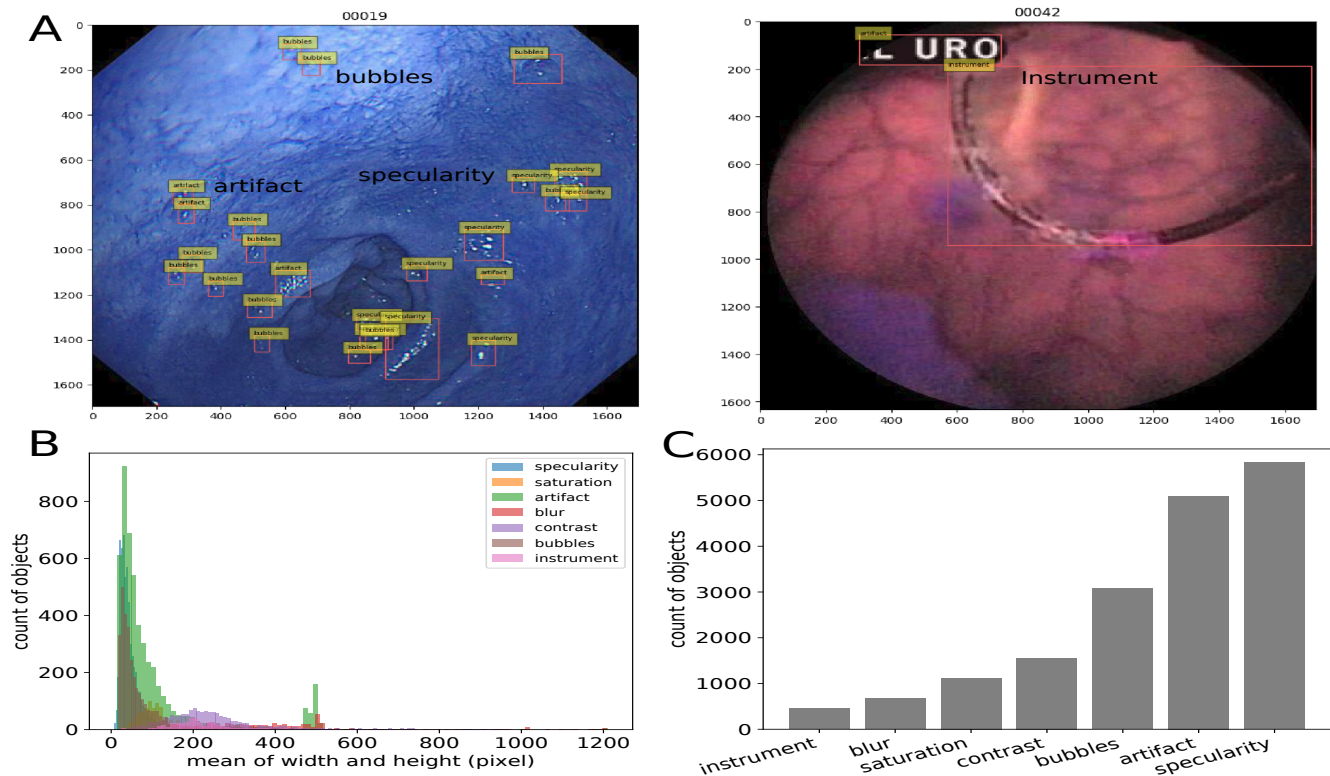 A
00019
bubbles
bubbles
bubbles
bubbles
artifact
specularity
artifact
artifact
specularity
specularity
specularity
bubbles
bubbles
specularity
bubbles
bubbles
bubbles
artifact
specularity
artifact
bubbles
bubbles
bubbles
specularity
bubbles
bubbles
specularity
0
200
400
600
800
1000
1200
1400
1600
0 200 400 600 800 1000 1200 1400 1600
00042
artifact
L URO
instrument
Instrument
0
200
400
600
800
1000
1200
1400
1600
0 200 400 600 800 1000 1200 1400 1600
B
count of objects
800
600
400
200
0
specularity
saturation
artifact
blur
contrast
bubbles
instrument
0 200 400 600 800 1000 1200
mean of width and height (pixel)
C
count of objects
6000
5000
4000
3000
2000
1000
0
instrument
blur
saturation
contrast
bubbles
artifact
specularity